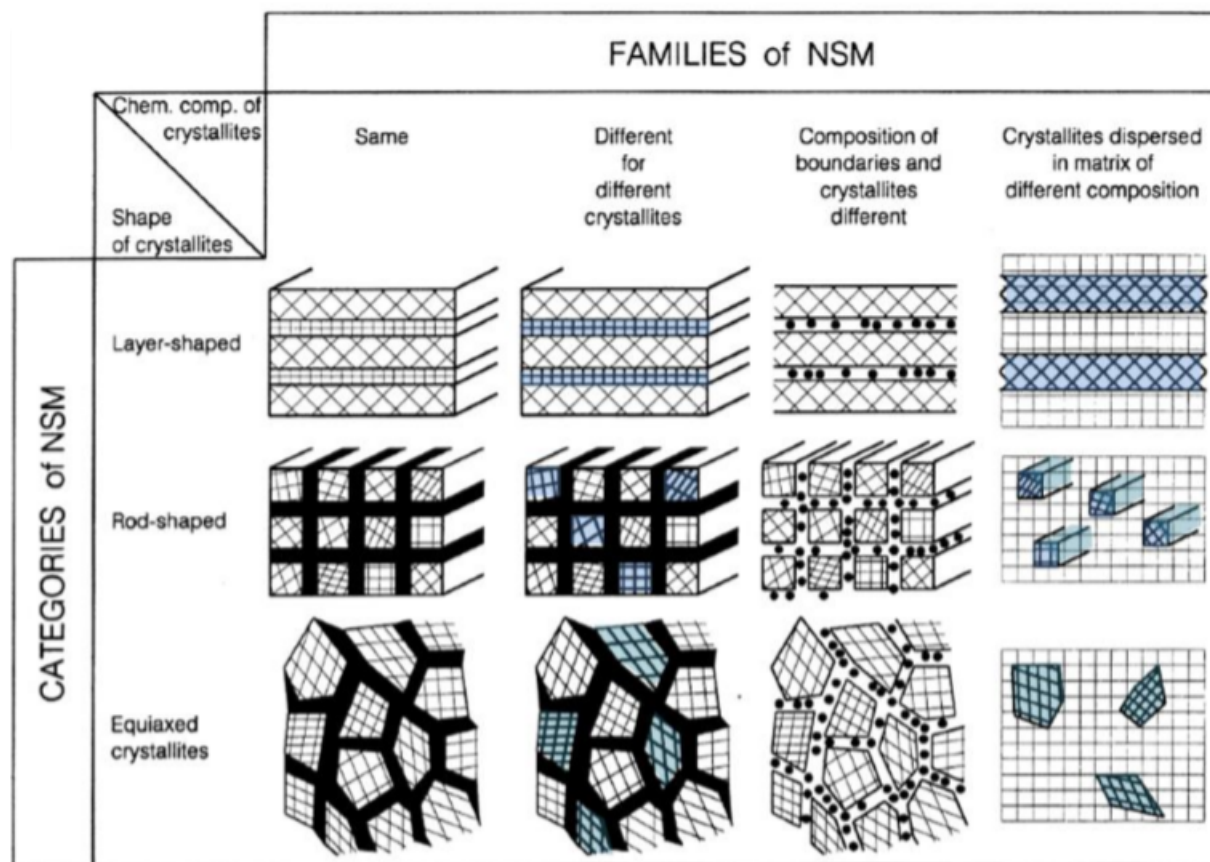 FAMILIES of NSM
Chem. comp. of
crystallites
Same
Different
for
different
crystallites
Composition of
boundaries and
crystallites
different
Crystallites dispersed
in matrix of
different composition
Shape
of crystallites
CATEGORIES of NSM
Layer-shaped
Rod-shaped
Equiaxed
crystallites